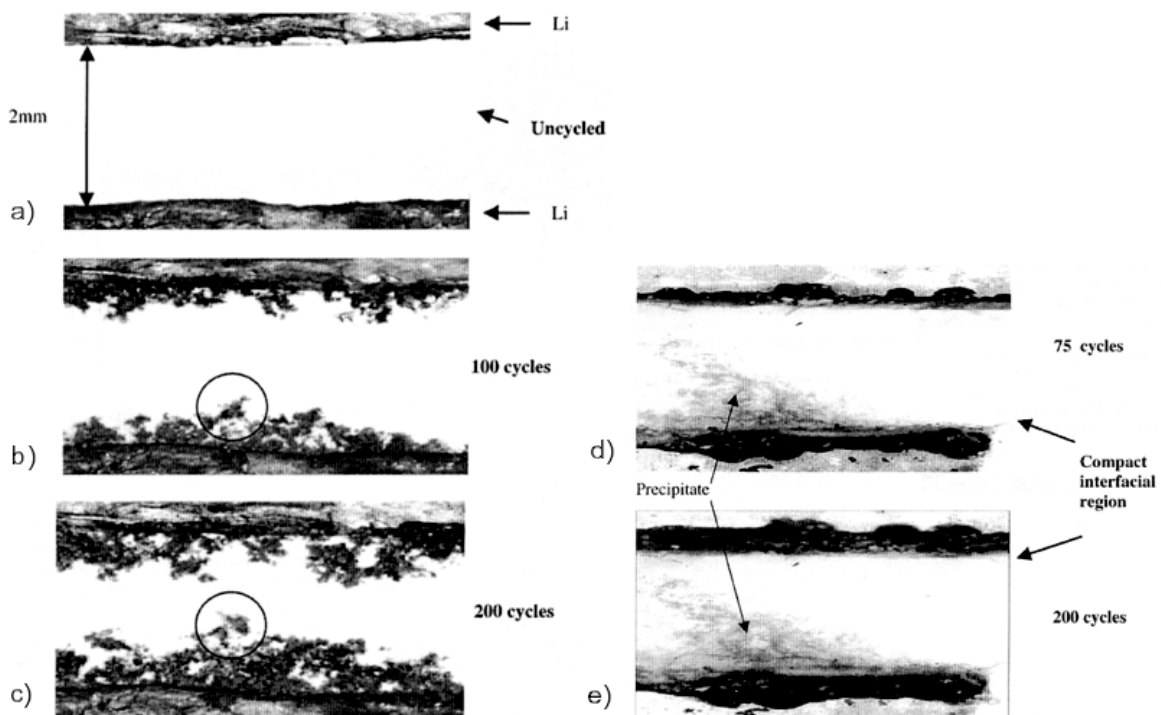 Li
2mm
Uncycled
a)
Li
100 cycles
b)
200 cycles
c)
75 cycles
d)
Compact
interfacial
region
Precipitate
200 cycles
e)